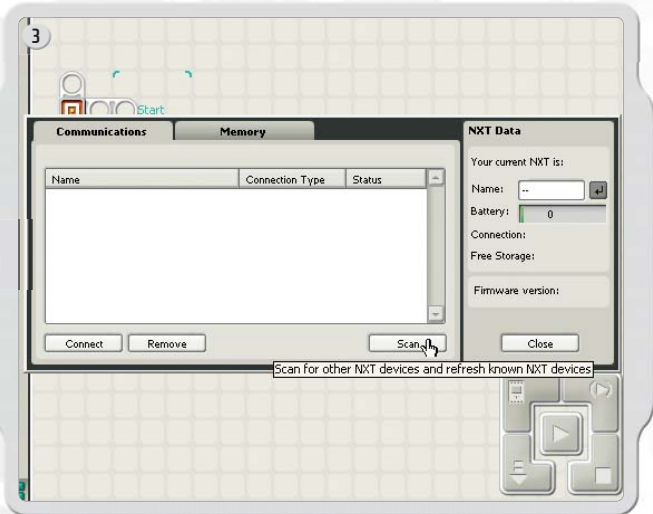 3
Start
Communications
Memory
NXT Data
Name
Connection Type
Status
Your current NXT is:
Name: --
Battery: 0
Connection:
Free Storage:
Firmware version:
Connect
Remove
Scan
Close
Scan for other NXT devices and refresh known NXT devices